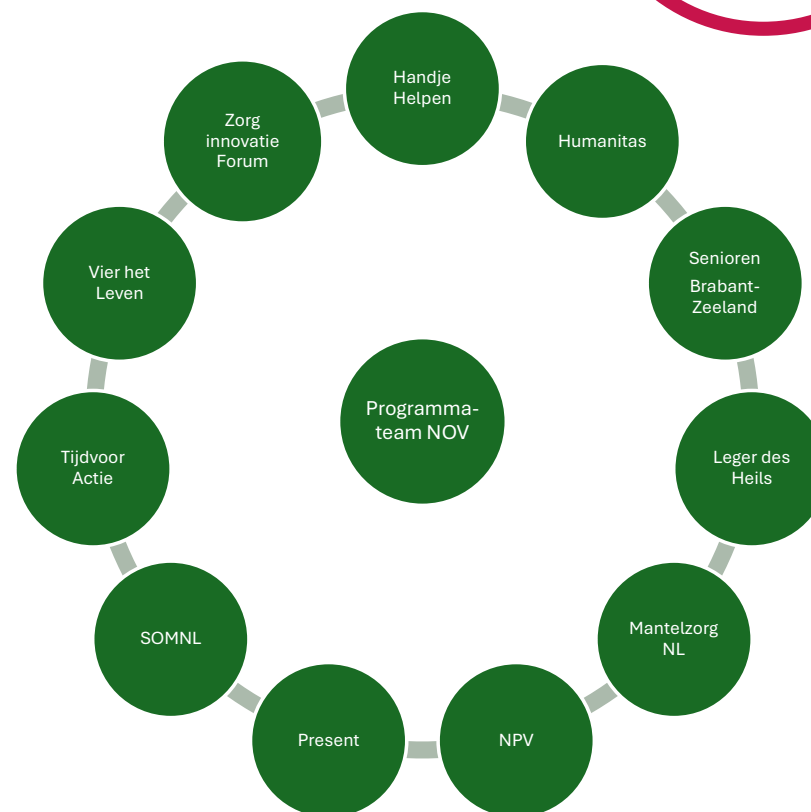 Handje
Helpen
Humanitas
Senioren
Brabant-
Zeeland
Leger des
Heils
Mantelzorg
NL
NPV
Present
SOMNL
Tijdvoor
Actie
Vier het
Leven
Zorg
innovatie
Forum
Programma-
team NOV